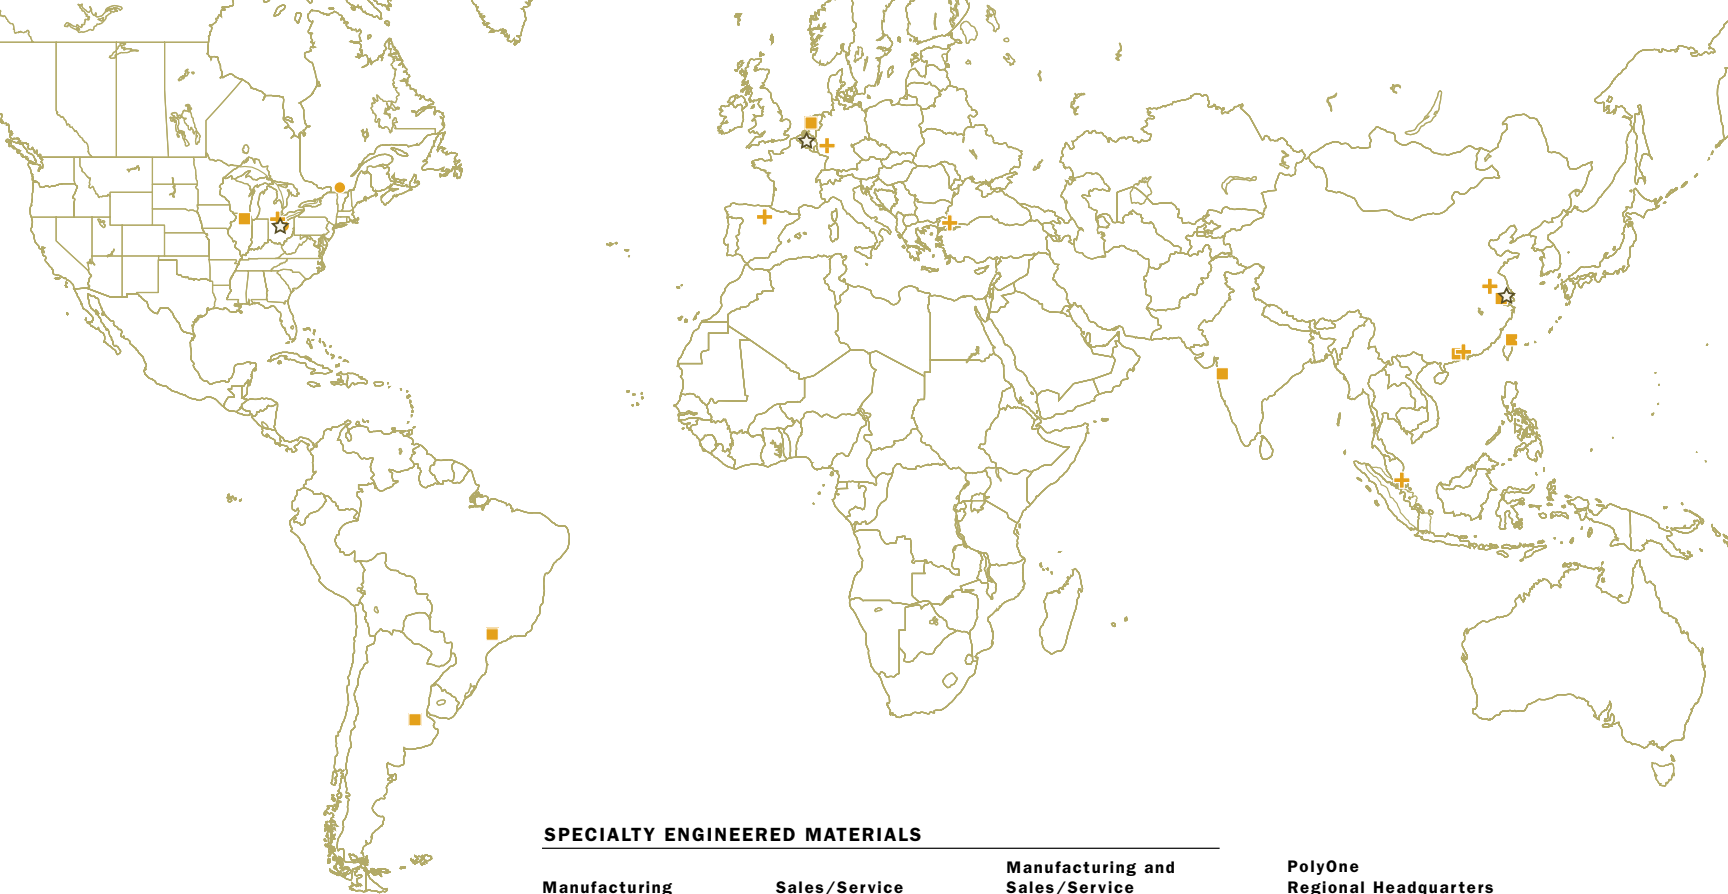 SPECIALTY ENGINEERED MATERIALS
Manufacturing
Sales/Service
Manufacturing and
Sales/Service
PolyOne
Regional Headquarters